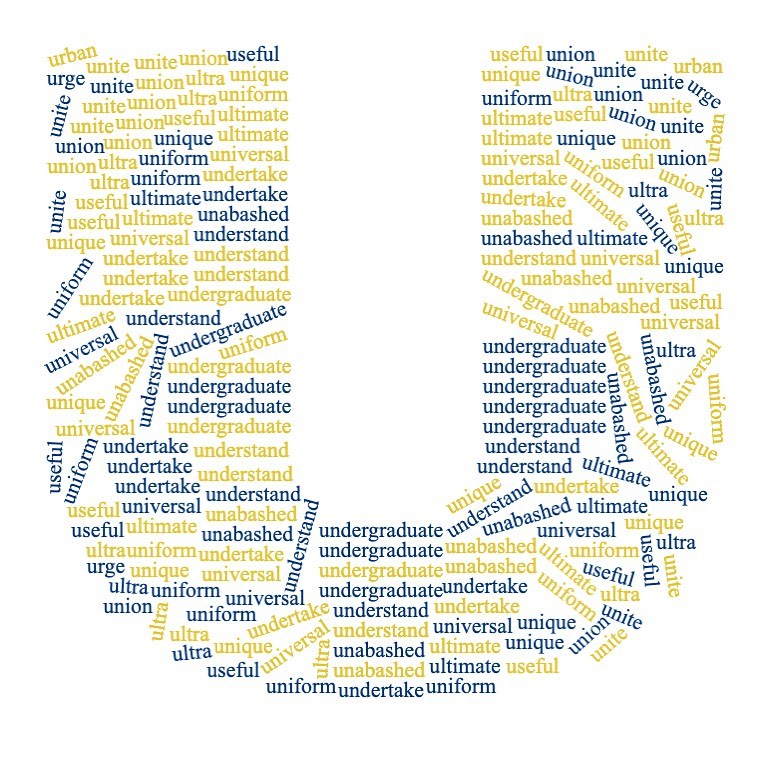 urban unite unite union useful
urge unite union ultra unique
unite union ultra uniform
unite
unite union useful ultimate
union union unique ultimate
union ultra uniform universal
ultra uniform undertake
unite
useful ultimate undertake
useful ultimate unabashed
unique universal understand
undertake understand
uniform
undertake understand
undertake undergraduate
ultimate understand
universal undergraduate
unabashed unabashed understand uniform
undergraduate
undergraduate
unique undergraduate
universal undergraduate
useful uniform undertake understand
undertake understand
undertake understand
useful universal unabashed
useful ultimate unabashed understand
ultra uniform undertake
urge unique universal
ultra uniform universal
union ultra uniform undertake
ultra unique universal ultra
ultra
useful
uniform undertake uniform
useful union unite urban
unique union unite unite urge
uniform ultra union unite
ultimate useful union unite urban
ultimate unique union
universal uniform useful union
undertake ultimate ultra union unite
undertake unique useful ultra
unabashed
unabashed ultimate
understand universal unique
undergraduate unabashed universal
universal unabashed useful
universal
undergraduate understand unabashed ultra universal
undergraduate
undergraduate unabashed uniform
undergraduate
undergraduate ultimate unique
understand
understand ultimate
unique understand undertake unique
unabashed ultimate
undergraduate universal unique
undergraduate unabashed ultimate uniform useful ultra
undergraduate unabashed useful unite
undergraduate undertake uniform ultra
understand undertake unite
understand universal unique union unite
unabashed ultimate unique
unabashed ultimate useful